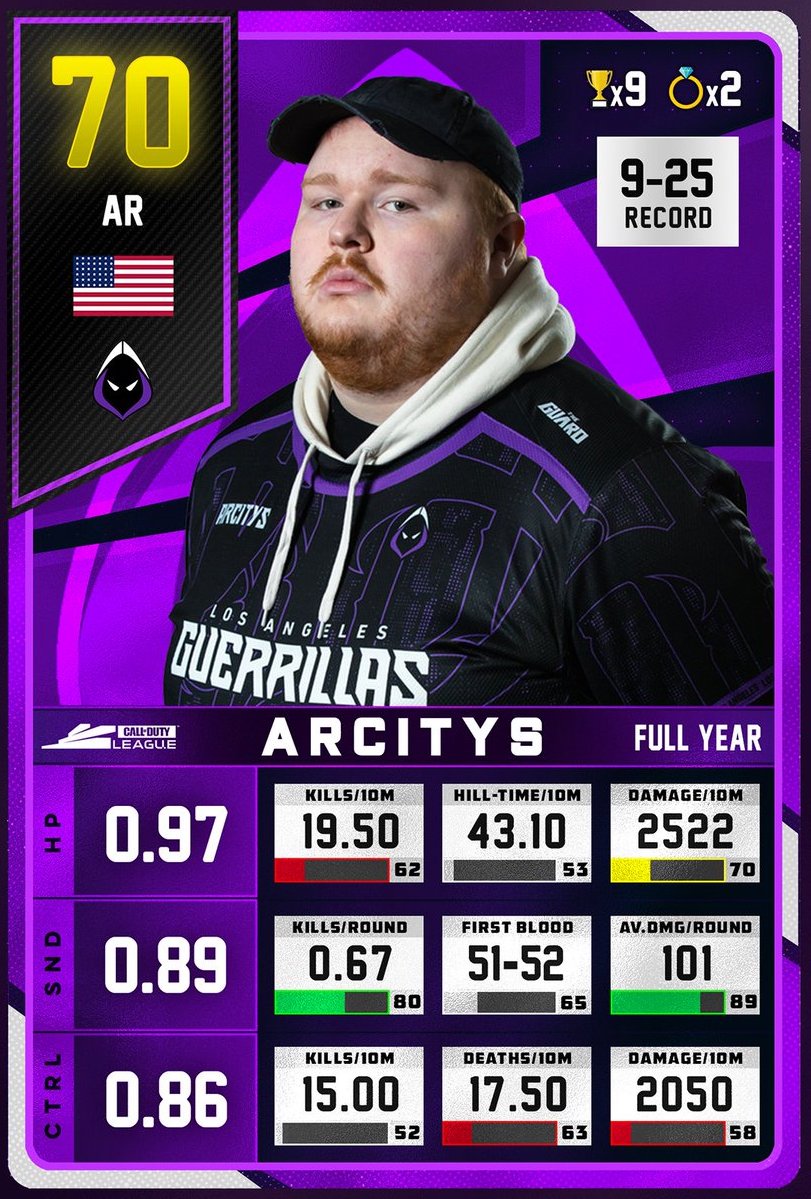 70
AR
x9 x2
9-25
RECORD
THE
GUARD
ARCITYS
LOS ANGELES
GUERRILLAS
CALL OF DUTY
LEAGUE
ARCITYS
FULL YEAR
HP
0.97
KILLS/10M
19.50
62
HILL-TIME/10M
43.10
53
DAMAGE/10M
2522
70
SND
0.89
KILLS/ROUND
0.67
80
FIRST BLOOD
51-52
65
AV.DMG/ROUND
101
89
CTRL
0.86
KILLS/10M
15.00
52
DEATHS/10M
17.50
63
DAMAGE/10M
2050
58